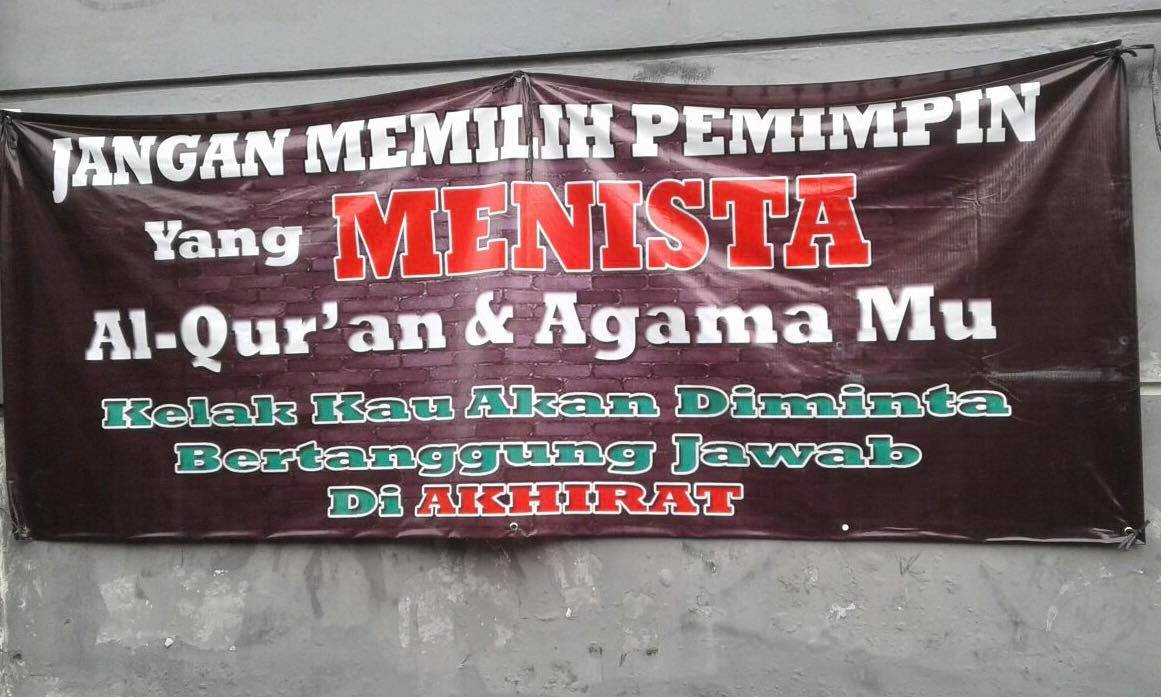 JANGAN MEMILIH PEMIMPIN
Yang MENISTA
Al-Qur'an & Agama Mu
Kelak Kau Akan Diminta
Bertanggung Jawab
Di AKHIRAT